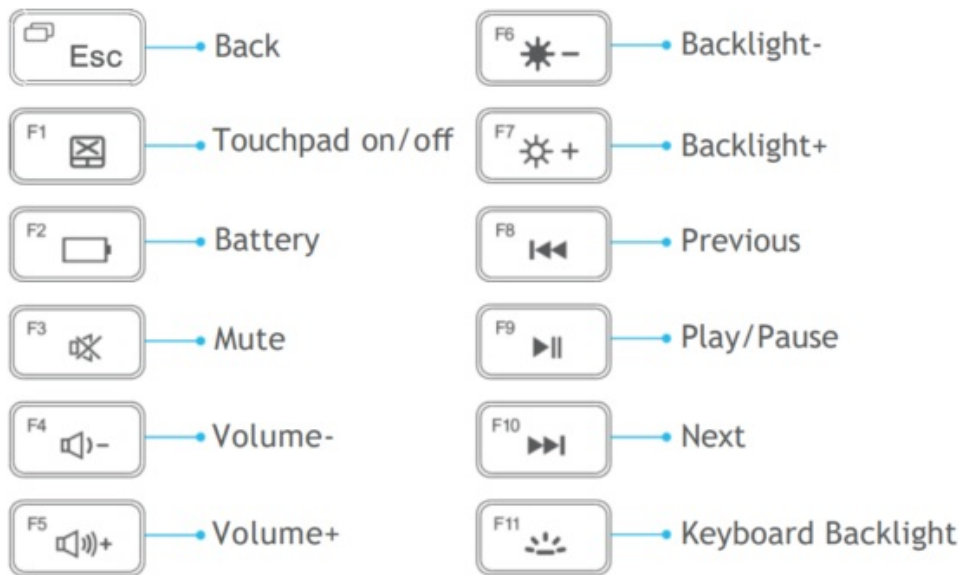 Esc Back
F1 Touchpad on/off
F2 Battery
F3 Mute
F4 - Volume-
F5 + Volume+
F6 - Backlight-
F7 + Backlight+
F8 Previous
F9 Play/Pause
F10 Next
F11 Keyboard Backlight